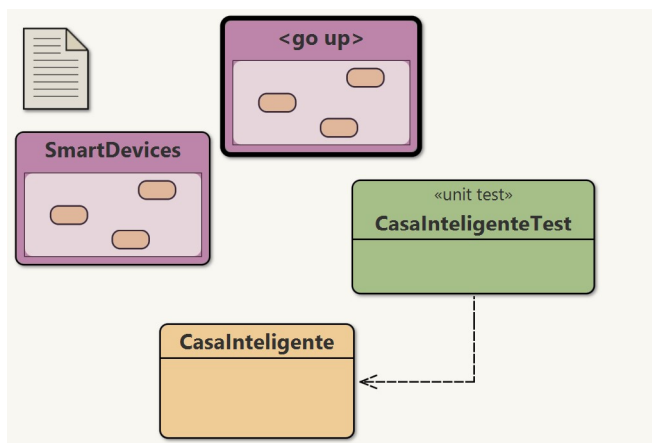 <go up>
SmartDevices
«unit test»
CasaInteligenteTest
CasaInteligente